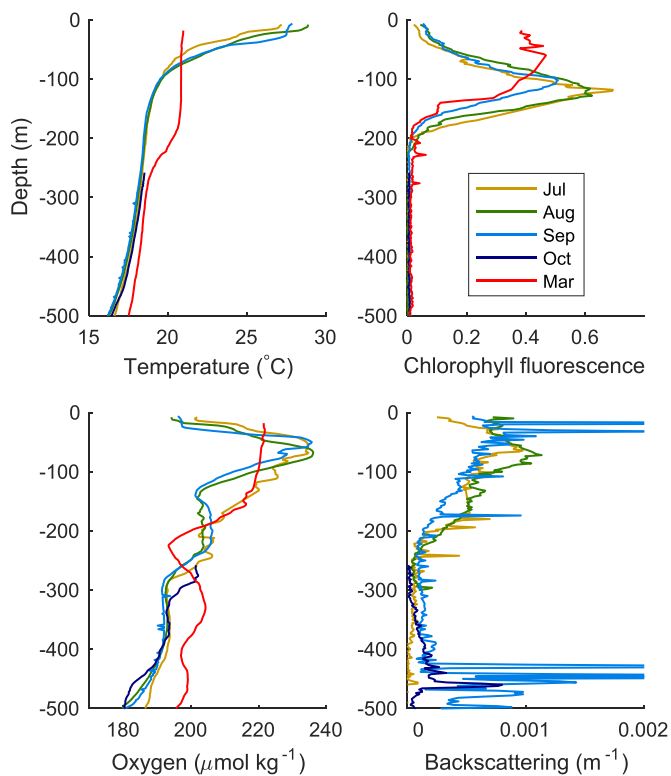 0
-100
-200
-300
-400
-500
Depth (m)
15 20 25 30
Temperature (°C)
0
-100
-200
-300
-400
-500
Jul
Aug
Sep
Oct
Mar
0 0.2 0.4 0.6
Chlorophyll fluorescence
0
-100
-200
-300
-400
-500
180 200 220 240
Oxygen (μmol kg-1)
0
-100
-200
-300
-400
-500
0 0.001 0.002
Backscattering (m-1)